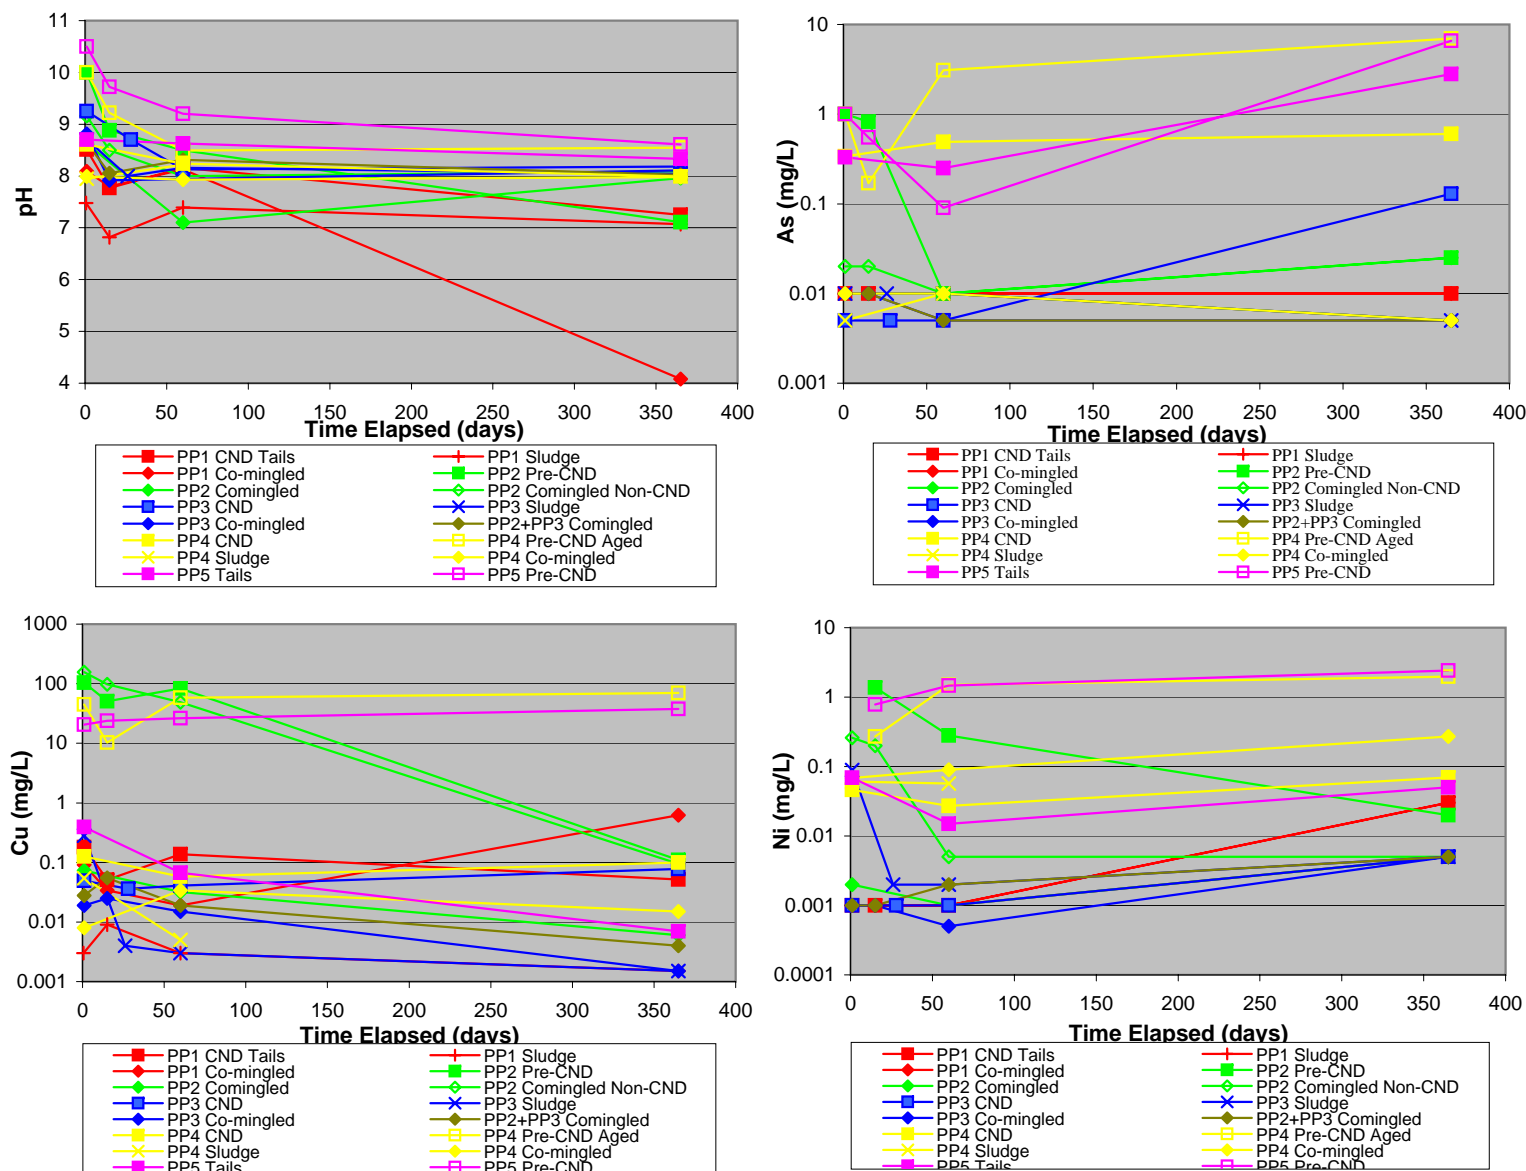 11
10
9
8
7
6
5
4
pH
0 50 100 150 200 250 300 350 400
Time Elapsed (days)
PP1 CND Tails PP1 Sludge
PP1 Co-mingled PP2 Pre-CND
PP2 Comingled PP2 Comingled Non-CND
PP3 CND PP3 Sludge
PP3 Co-mingled PP2+PP3 Comingled
PP4 CND PP4 Pre-CND Aged
PP4 Sludge PP4 Co-mingled
PP5 Tails PP5 Pre-CND
10
1
0.1
0.01
0.001
As (mg/L)
0 50 100 150 200 250 300 350 400
Time Elapsed (days)
PP1 CND Tails PP1 Sludge
PP1 Co-mingled PP2 Pre-CND
PP2 Comingled PP2 Comingled Non-CND
PP3 CND PP3 Sludge
PP3 Co-mingled PP2+PP3 Comingled
PP4 CND PP4 Pre-CND Aged
PP4 Sludge PP4 Co-mingled
PP5 Tails PP5 Pre-CND
1000
100
10
1
0.1
0.01
0.001
Cu (mg/L)
0 50 100 150 200 250 300 350 400
Time Elapsed (days)
PP1 CND Tails PP1 Sludge
PP1 Co-mingled PP2 Pre-CND
PP2 Comingled PP2 Comingled Non-CND
PP3 CND PP3 Sludge
PP3 Co-mingled PP2+PP3 Comingled
PP4 CND PP4 Pre-CND Aged
PP4 Sludge PP4 Co-mingled
PP5 Tails PP5 Pre-CND
10
1
0.1
0.01
0.001
0.0001
Ni (mg/L)
0 50 100 150 200 250 300 350 400
Time Elapsed (days)
PP1 CND Tails PP1 Sludge
PP1 Co-mingled PP2 Pre-CND
PP2 Comingled PP2 Comingled Non-CND
PP3 CND PP3 Sludge
PP3 Co-mingled PP2+PP3 Comingled
PP4 CND PP4 Pre-CND Aged
PP4 Sludge PP4 Co-mingled
PP5 Tails PP5 Pre-CND